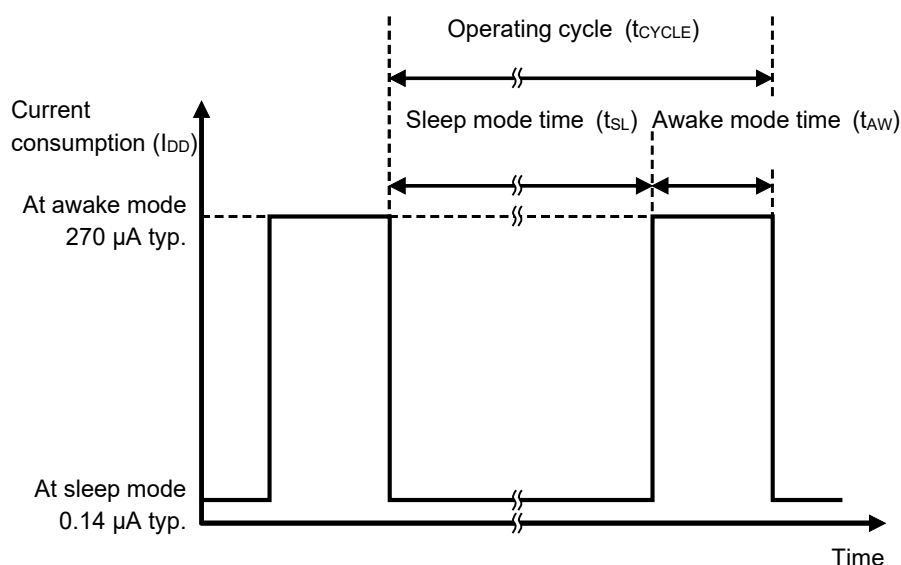 Operating cycle (tCYCLE)
Current
consumption (IDD)
Sleep mode time (tSL)
Awake mode time (tAW)
At awake mode
270 µA typ.
At sleep mode
0.14 µA typ.
Time